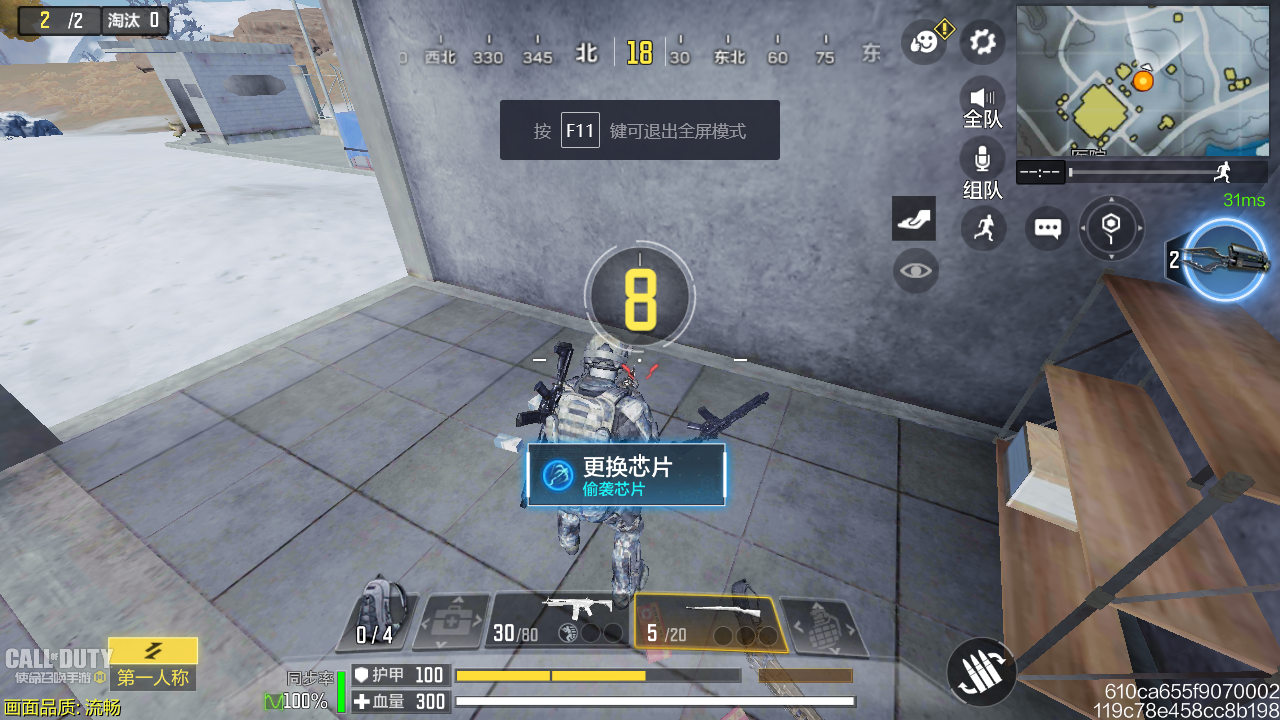 2 /2 淘汰 0
西北 330 345 北 18 30 东北 60 75 东
按 F11 键可退出全屏模式
全队
组队
医院
--:--
31ms
2
8
更换芯片
偷袭芯片
0 / 4
30/80
5 /20
CALL OF DUTY
使命召唤手游
第一人称
画面品质: 流畅
同步率
100%
护甲 100
血量 300
610ca655f9070002
119c78e458cc8b198